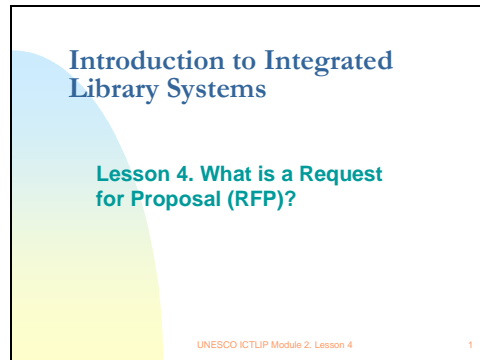 Introduction to Integrated
Library Systems
Lesson 4. What is a Request
for Proposal (RFP)?
UNESCO ICTLIP Module 2. Lesson 4
1